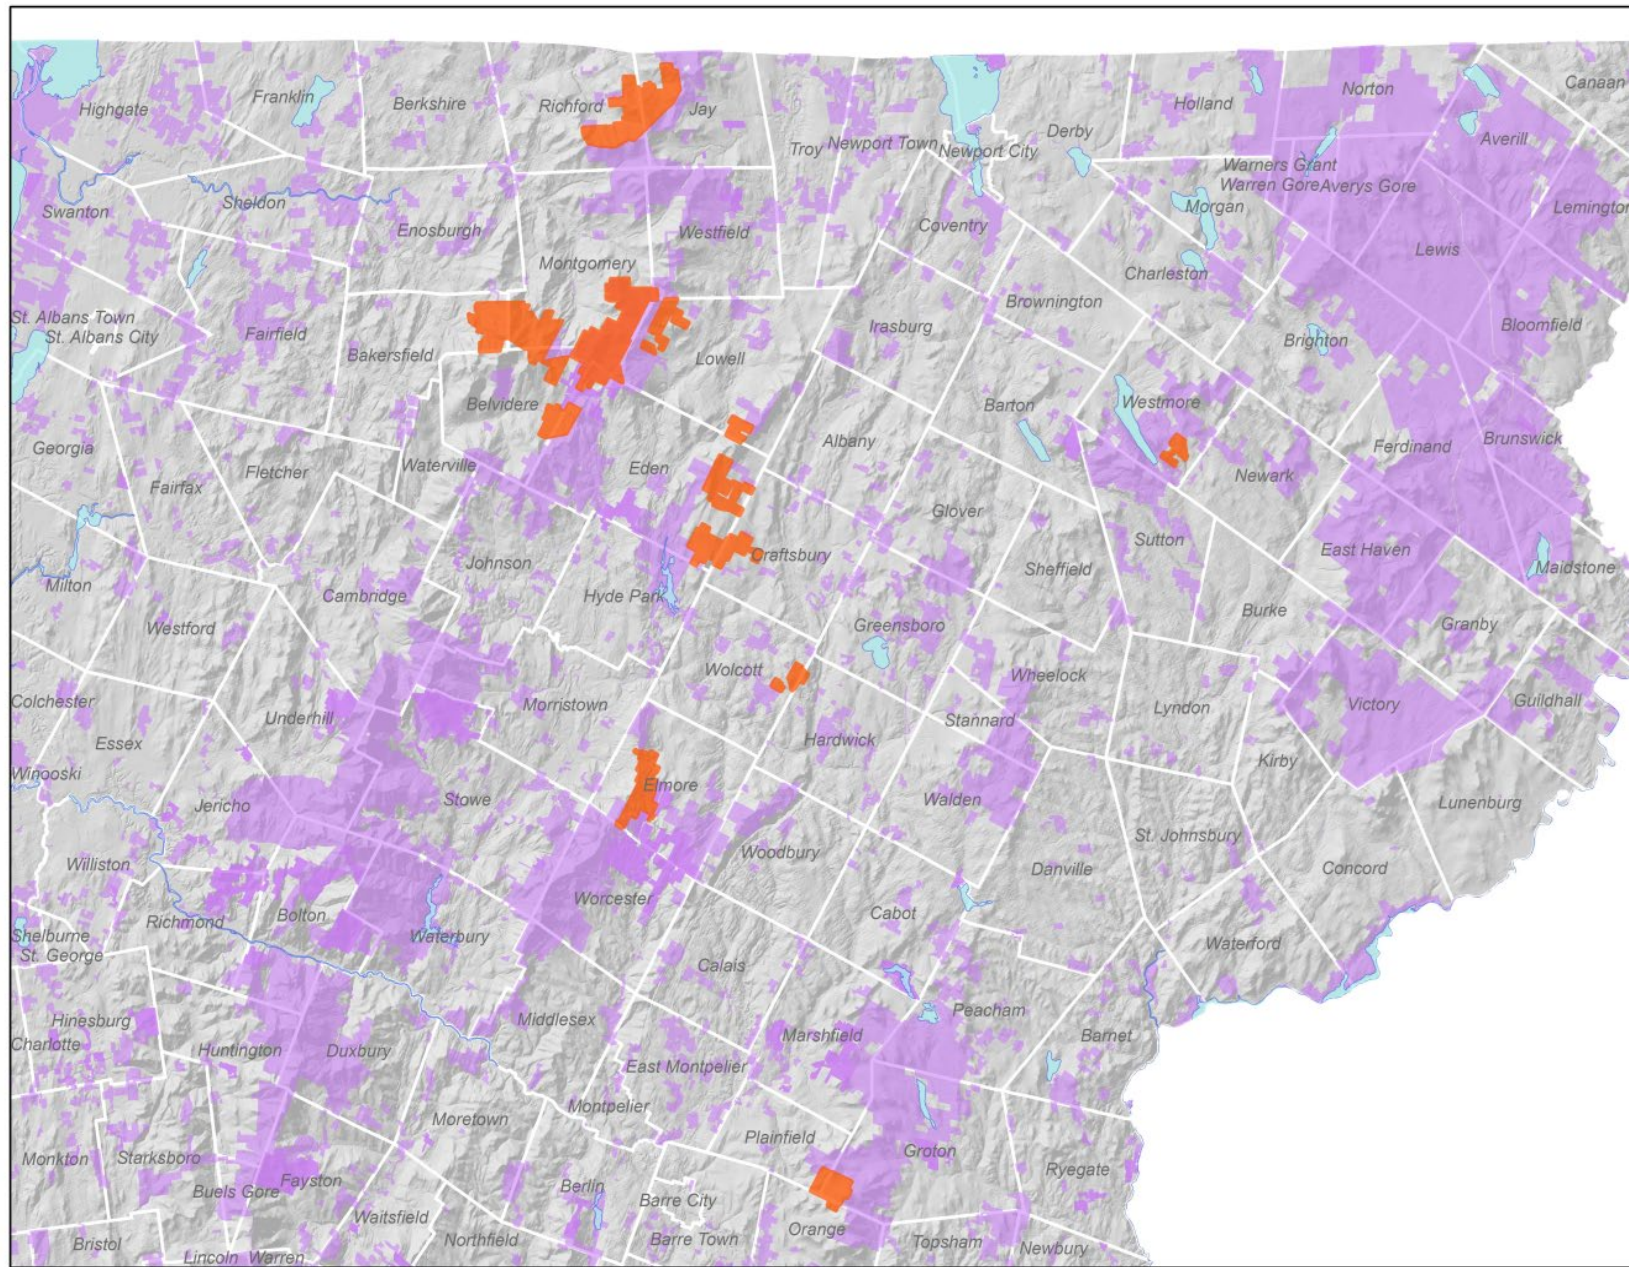 Highgate
Franklin
Berkshire
Richford
Jay
Troy
Newport Town
Newport City
Derby
Holland
Norton
Canaan
Averill
Warners Grant
Warren Gore
Averys Gore
Swanton
Sheldon
Enosburgh
Westfield
Coventry
Morgan
Lemington
Montgomery
Charleston
Lewis
St. Albans Town
St. Albans City
Fairfield
Bakersfield
Lowell
Irasburg
Brownington
Brighton
Bloomfield
Belvidere
Barton
Westmore
Georgia
Fletcher
Waterville
Eden
Albany
Newark
Ferdinand
Brunswick
Fairfax
Glover
Sutton
East Haven
Johnson
Craftsbury
Sheffield
Maidstone
Milton
Cambridge
Hyde Park
Burke
Westford
Greensboro
Granby
Wolcott
Wheelock
Colchester
Underhill
Morristown
Stannard
Lyndon
Victory
Guildhall
Essex
Hardwick
Kirby
Winooski
Jericho
Stowe
Elmore
Walden
Lunenburg
St. Johnsbury
Williston
Woodbury
Danville
Concord
Richmond
Bolton
Worcester
Cabot
Shelburne
St. George
Waterbury
Waterford
Calais
Hinesburg
Middlesex
Peacham
Charlotte
Huntington
Duxbury
Marshfield
Barnet
East Montpelier
Montpelier
Moretown
Plainfield
Monkton
Starksboro
Groton
Ryegate
Buels Gore
Fayston
Berlin
Barre City
Waitsfield
Orange
Bristol
Northfield
Barre Town
Topsham
Newbury
Lincoln
Warren